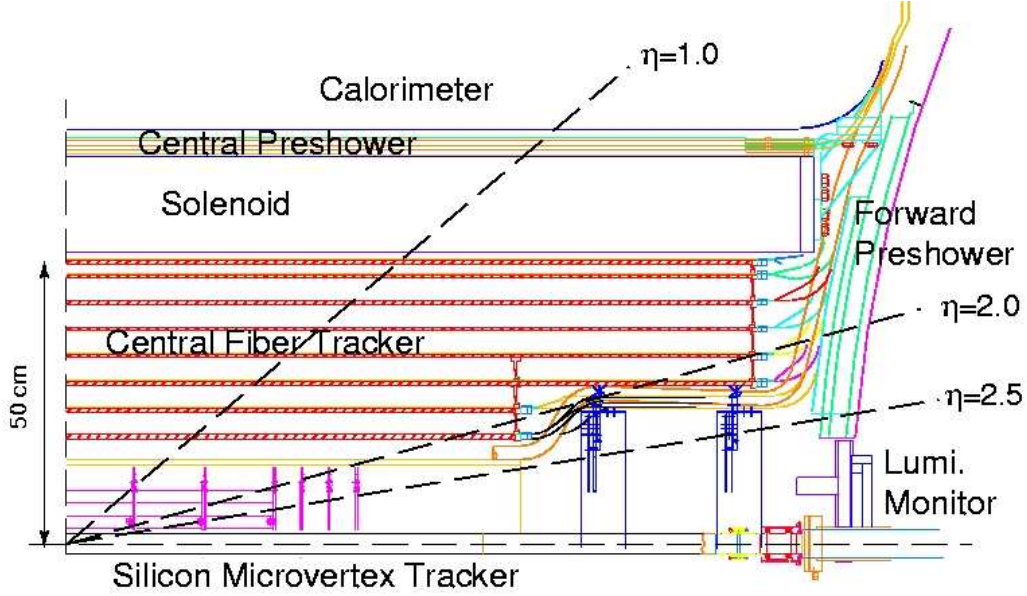 η=1.0
Calorimeter
Central Preshower
Solenoid
Forward
Preshower
η=2.0
Central Fiber Tracker
50 cm
η=2.5
Lumi.
Monitor
Silicon Microvertex Tracker